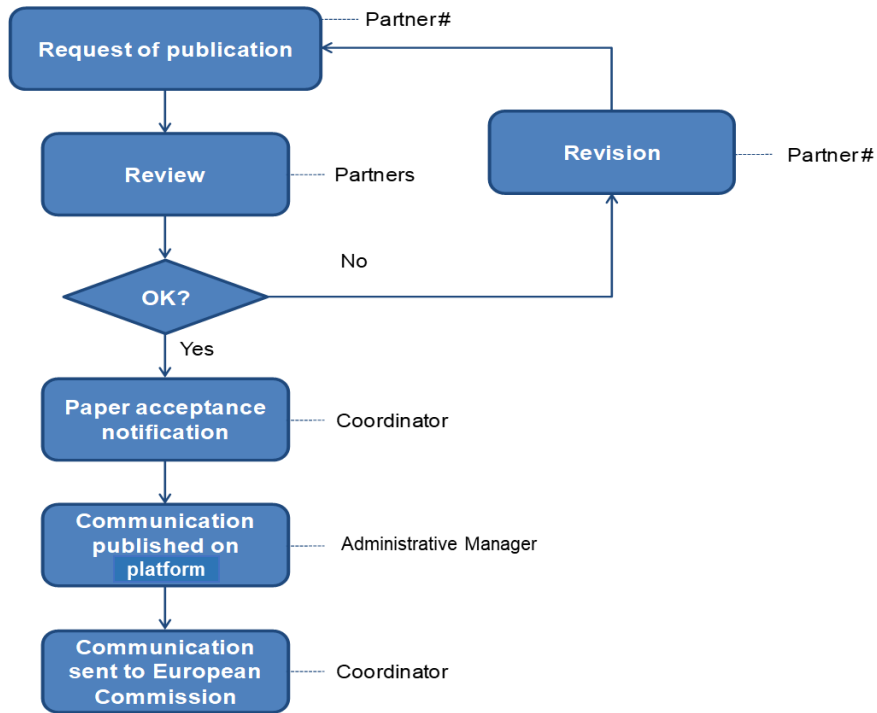 Partner#
Request of publication
Revision
Partner#
Review
Partners
No
OK?
Yes
Paper acceptance
notification
Coordinator
Communication
published on
platform
Administrative Manager
Communication
sent to European
Commission
Coordinator